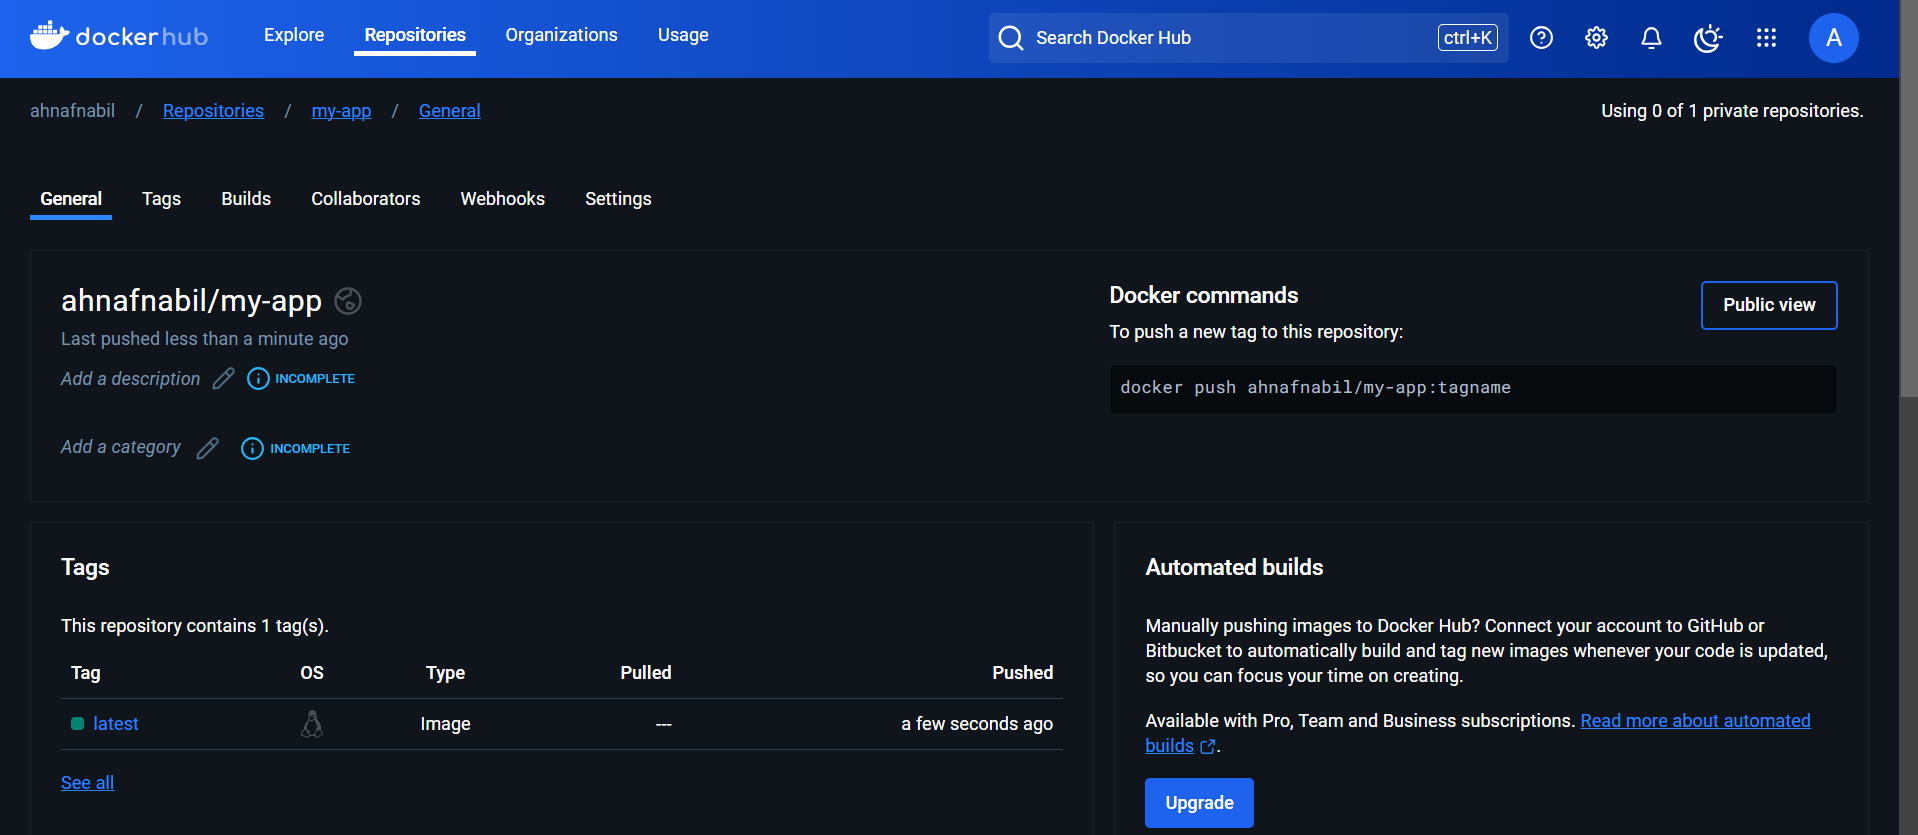 docker hub
Explore
Repositories
Organizations
Usage
Search Docker Hub
ctrl+K
A
ahnafnabil / Repositories / my-app / General
Using 0 of 1 private repositories.
General
Tags
Builds
Collaborators
Webhooks
Settings
ahnafnabil/my-app
Last pushed less than a minute ago
Add a description
INCOMPLETE
Add a category
INCOMPLETE
Docker commands
Public view
To push a new tag to this repository:
docker push ahnafnabil/my-app:tagname
Tags
This repository contains 1 tag(s).
Tag OS Type Pulled Pushed
latest Image --- a few seconds ago
See all
Automated builds
Manually pushing images to Docker Hub? Connect your account to GitHub or
Bitbucket to automatically build and tag new images whenever your code is updated,
so you can focus your time on creating.
Available with Pro, Team and Business subscriptions. Read more about automated
builds.
Upgrade